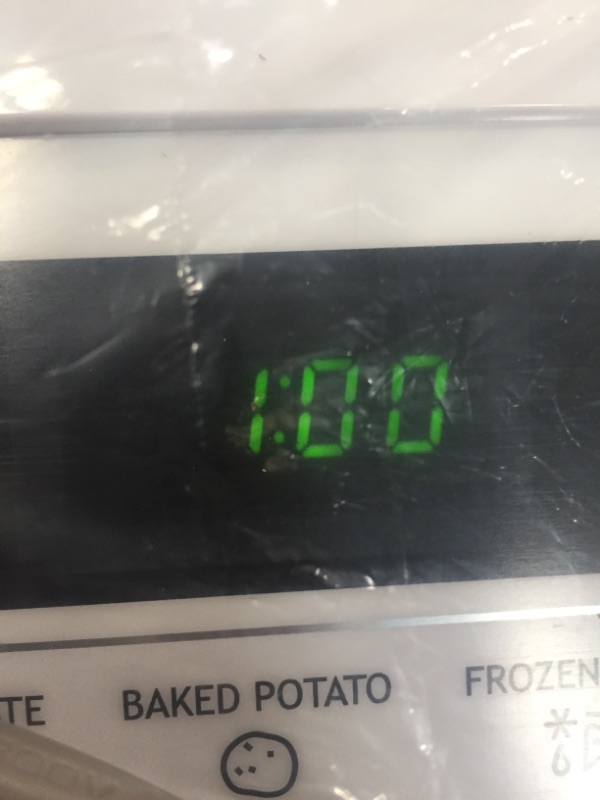 1:00
TE
BAKED POTATO
FROZEN